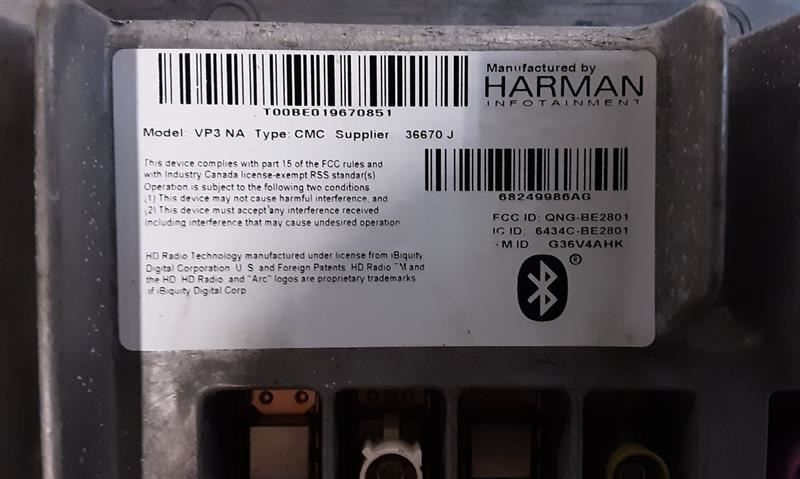 Manufactured by
HARMAN
INFOTAINMENT
T00BE019670851
Model: VP3 NA Type: CMC Supplier: 36670 J
This device complies with part 15 of the FCC rules and
with Industry Canada license-exempt RSS standar(s)
Operation is subject to the following two conditions
(1) This device may not cause harmful interference, and
(2) This device must accept any interference received
including interference that may cause undesired operation
68249986AG
FCC ID: QNG-BE2801
IC ID: 6434C-BE2801
M ID: G36V4AHK
HD Radio Technology manufactured under license from iBiquity
Digital Corporation U S and Foreign Patents HD Radio TM and
the HD, HD Radio, and "Arc" logos are proprietary trademarks
of iBiquity Digital Corp
®